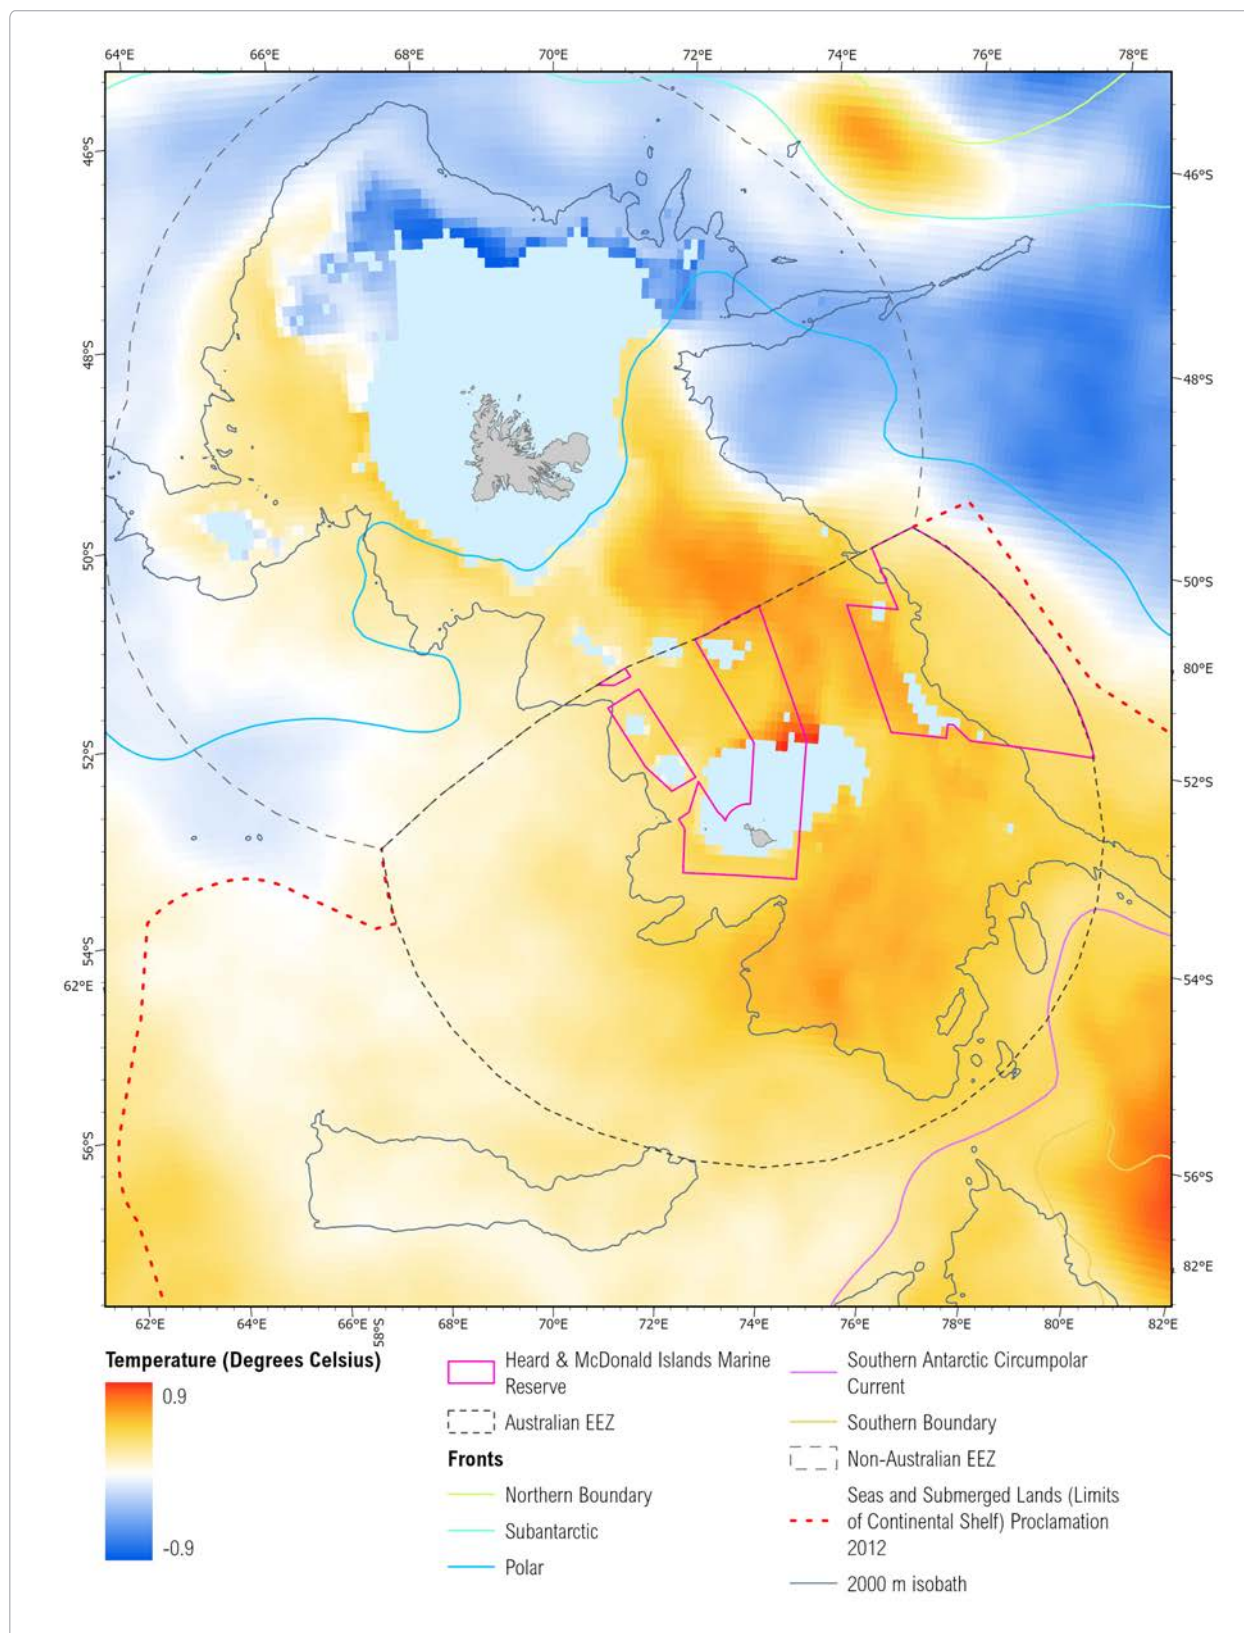 64°E 66°E 68°E 70°E 72°E 74°E 76°E 78°E
46°S 46°S
48°S 48°S
50°S 50°S
80°E
52°S 52°S
54°S 54°S
62°E
56°S 56°S
82°E
62°E 64°E 66°E 58°S 68°E 70°E 72°E 74°E 76°E 78°E 80°E 82°E
Temperature (Degrees Celsius)
0.9
-0.9
Heard & McDonald Islands Marine
Reserve
Australian EEZ
Fronts
Northern Boundary
Subantarctic
Polar
Southern Antarctic Circumpolar
Current
Southern Boundary
Non-Australian EEZ
Seas and Submerged Lands (Limits
of Continental Shelf) Proclamation
2012
2000 m isobath